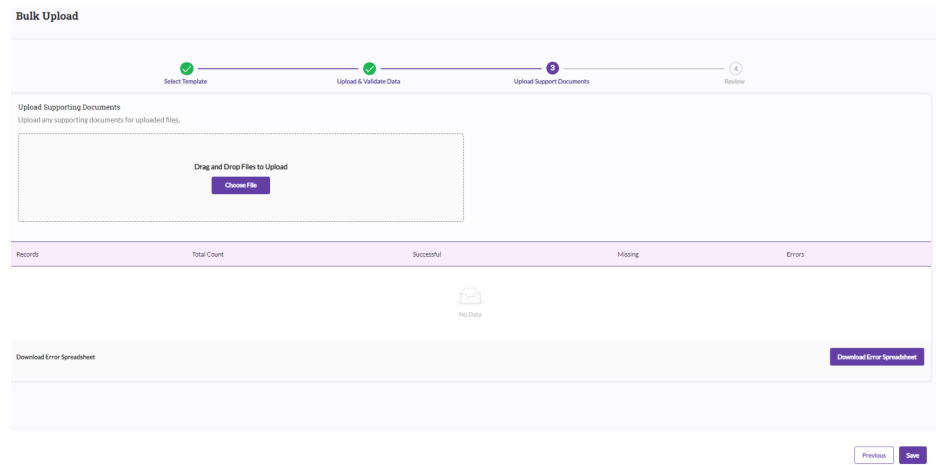 Bulk Upload
3
4
Select Template
Upload & Validate Data
Upload Support Documents
Review
Upload Supporting Documents
Upload any supporting documents for uploaded files.
Drag and Drop Files to Upload
Choose File
Records Total Count Successful Missing Errors
No Data
Download Error Spreadsheet
Download Error Spreadsheet
Previous
Save